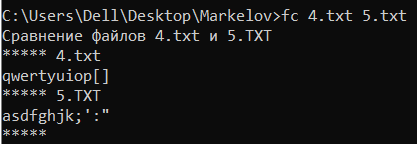 C:\Users\Dell\Desktop\Markelov>fc 4.txt 5.txt
Сравнение файлов 4.txt и 5.TXT
***** 4.txt
qwertyuiop[]
***** 5.TXT
asdfghjk;':"
*****